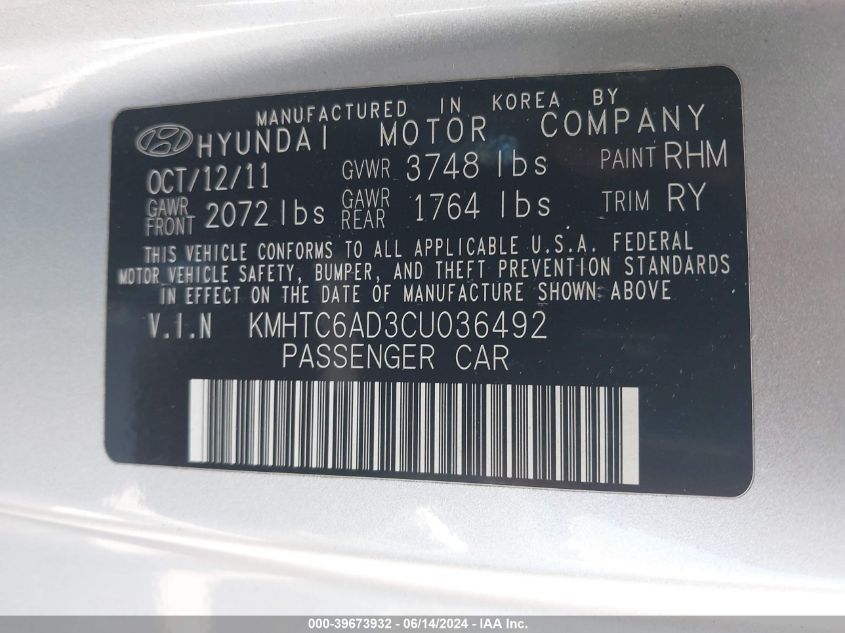 MANUFACTURED IN KOREA BY
HYUNDAI MOTOR COMPANY
OCT/12/11 GVWR 3748 lbs PAINT RHM
GAWR FRONT 2072 lbs GAWR REAR 1764 lbs TRIM RY
THIS VEHICLE CONFORMS TO ALL APPLICABLE U.S.A. FEDERAL
MOTOR VEHICLE SAFETY, BUMPER, AND THEFT PREVENTION STANDARDS
IN EFFECT ON THE DATE OF MANUFACTURE SHOWN ABOVE
V.I.N KMHTC6AD3CU036492
PASSENGER CAR
000-39673932 - 06/14/2024 - IAA Inc.